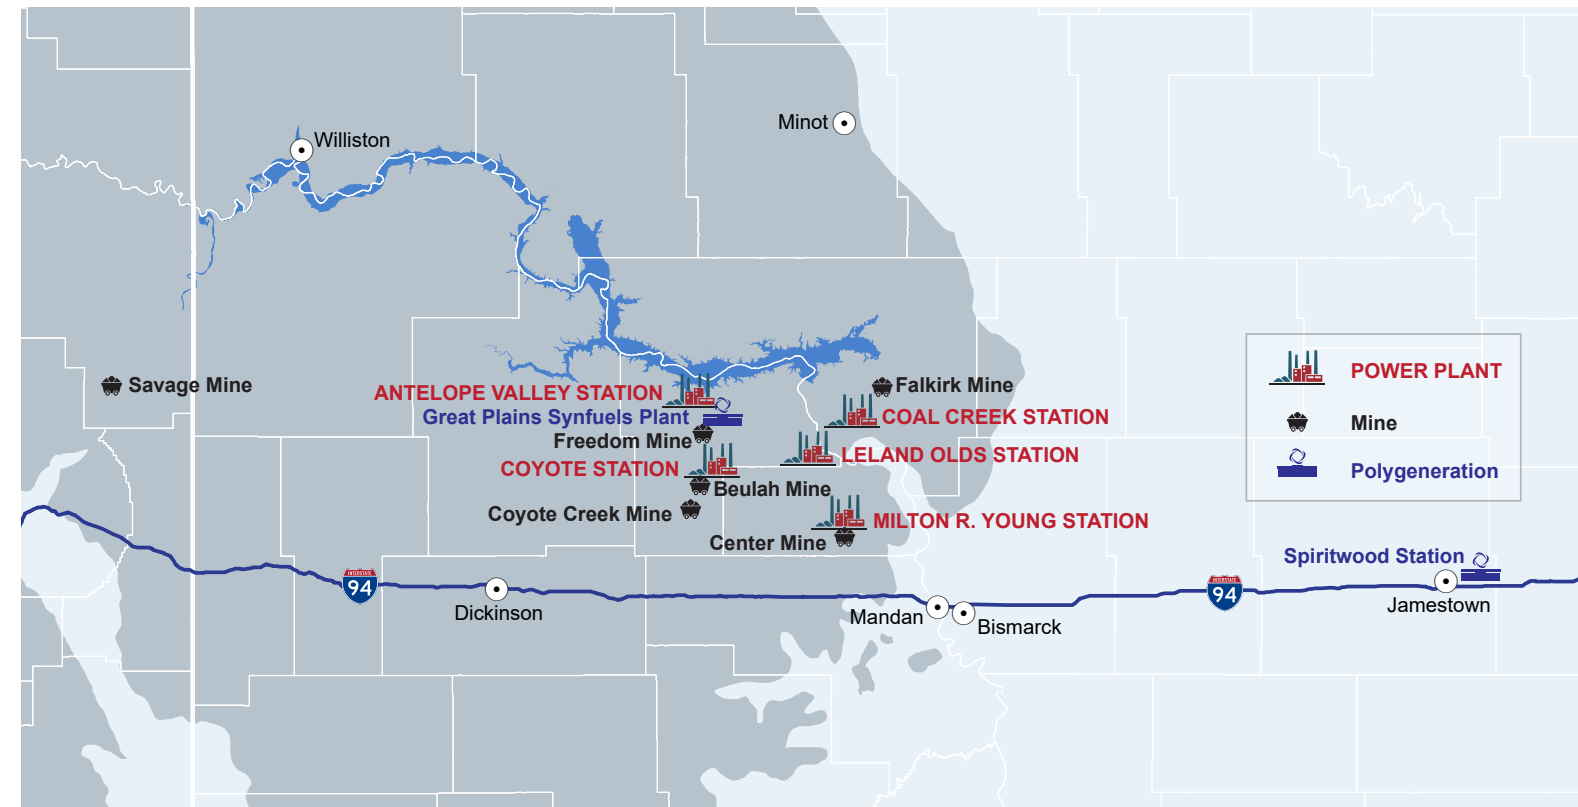 Minot
Williston
Savage Mine
ANTELOPE VALLEY STATION
Great Plains Synfuels Plant
Freedom Mine
COYOTE STATION
Beulah Mine
Coyote Creek Mine
Falkirk Mine
COAL CREEK STATION
LELAND OLDS STATION
MILTON R. YOUNG STATION
Center Mine
POWER PLANT
Mine
Polygeneration
Spiritwood Station
Jamestown
INTERSTATE
94
Dickinson
Mandan
Bismarck
INTERSTATE
94